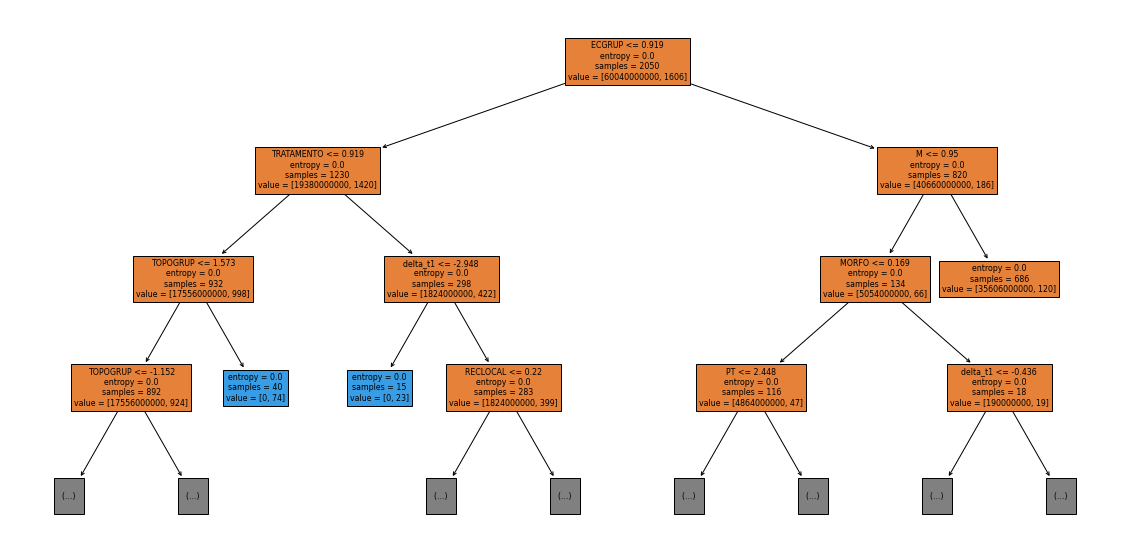 ECGRUP <= 0.919
entropy = 0.0
samples = 2050
value = [60040000000, 1606]
TRATAMENTO <= 0.919
entropy = 0.0
samples = 1230
value = [19380000000, 1420]
M <= 0.95
entropy = 0.0
samples = 820
value = [40660000000, 186]
TOPOGRUP <= 1.573
entropy = 0.0
samples = 932
value = [17556000000, 998]
delta_t1 <= -2.948
entropy = 0.0
samples = 298
value = [1824000000, 422]
MORFO <= 0.169
entropy = 0.0
samples = 134
value = [5054000000, 66]
entropy = 0.0
samples = 686
value = [35606000000, 120]
TOPOGRUP <= -1.152
entropy = 0.0
samples = 892
value = [17556000000, 924]
entropy = 0.0
samples = 40
value = [0, 74]
entropy = 0.0
samples = 15
value = [0, 23]
RECLOCAL <= 0.22
entropy = 0.0
samples = 283
value = [1824000000, 399]
PT <= 2.448
entropy = 0.0
samples = 116
value = [4864000000, 47]
delta_t1 <= -0.436
entropy = 0.0
samples = 18
value = [190000000, 19]
(...)
(...)
(...)
(...)
(...)
(...)
(...)
(...)